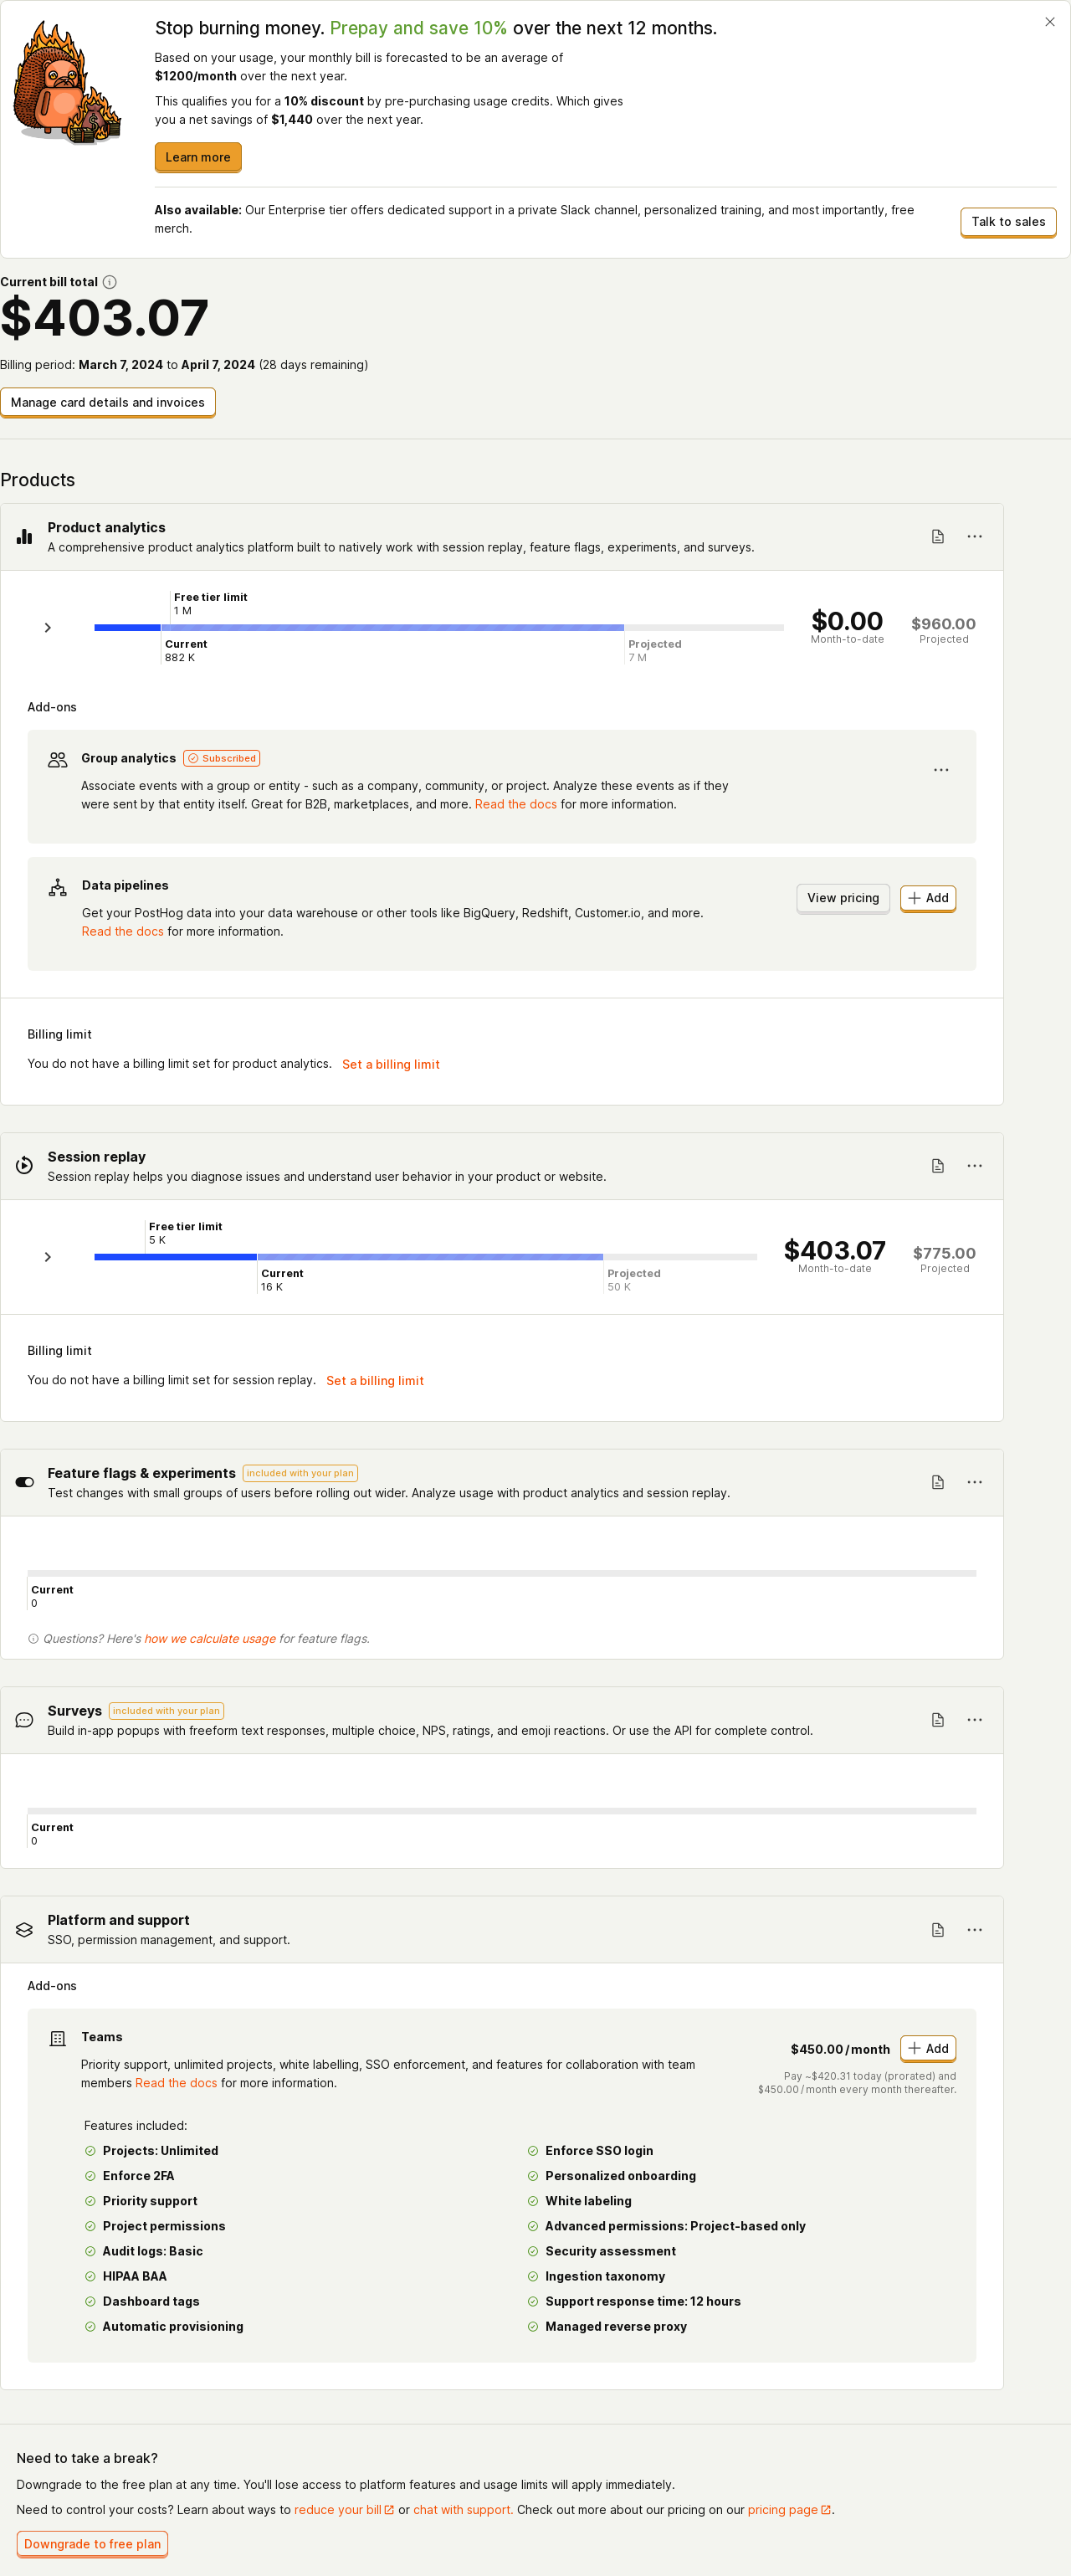 Stop burning money. Prepay and save 10% over the next 12 months.
Based on your usage, your monthly bill is forecasted to be an average of
$1200/month over the next year.
This qualifies you for a 10% discount by pre-purchasing usage credits. Which gives
you a net savings of $1,440 over the next year.
Learn more
Also available: Our Enterprise tier offers dedicated support in a private Slack channel, personalized training, and most importantly, free
merch.
Talk to sales
Current bill total
$403.07
Billing period: March 7, 2024 to April 7, 2024 (28 days remaining)
Manage card details and invoices
Products
Product analytics
A comprehensive product analytics platform built to natively work with session replay, feature flags, experiments, and surveys.
Free tier limit
1 M
Current
882 K
Projected
7 M
$0.00
Month-to-date
$960.00
Projected
Add-ons
Group analytics Subscribed
Associate events with a group or entity - such as a company, community, or project. Analyze these events as if they
were sent by that entity itself. Great for B2B, marketplaces, and more. Read the docs for more information.
Data pipelines
Get your PostHog data into your data warehouse or other tools like BigQuery, Redshift, Customer.io, and more.
Read the docs for more information.
View pricing
Add
Billing limit
You do not have a billing limit set for product analytics. Set a billing limit
Session replay
Session replay helps you diagnose issues and understand user behavior in your product or website.
Free tier limit
5 K
Current
16 K
Projected
50 K
$403.07
Month-to-date
$775.00
Projected
Billing limit
You do not have a billing limit set for session replay. Set a billing limit
Feature flags & experiments included with your plan
Test changes with small groups of users before rolling out wider. Analyze usage with product analytics and session replay.
Current
0
Questions? Here's how we calculate usage for feature flags.
Surveys included with your plan
Build in-app popups with freeform text responses, multiple choice, NPS, ratings, and emoji reactions. Or use the API for complete control.
Current
0
Platform and support
SSO, permission management, and support.
Add-ons
Teams
Priority support, unlimited projects, white labelling, SSO enforcement, and features for collaboration with team
members Read the docs for more information.
$450.00/month
Add
Pay ~$420.31 today (prorated) and
$450.00/month every month thereafter.
Features included:
Projects: Unlimited
Enforce 2FA
Priority support
Project permissions
Audit logs: Basic
HIPAA BAA
Dashboard tags
Automatic provisioning
Enforce SSO login
Personalized onboarding
White labeling
Advanced permissions: Project-based only
Security assessment
Ingestion taxonomy
Support response time: 12 hours
Managed reverse proxy
Need to take a break?
Downgrade to the free plan at any time. You'll lose access to platform features and usage limits will apply immediately.
Need to control your costs? Learn about ways to reduce your bill or chat with support. Check out more about our pricing on our pricing page.
Downgrade to free plan